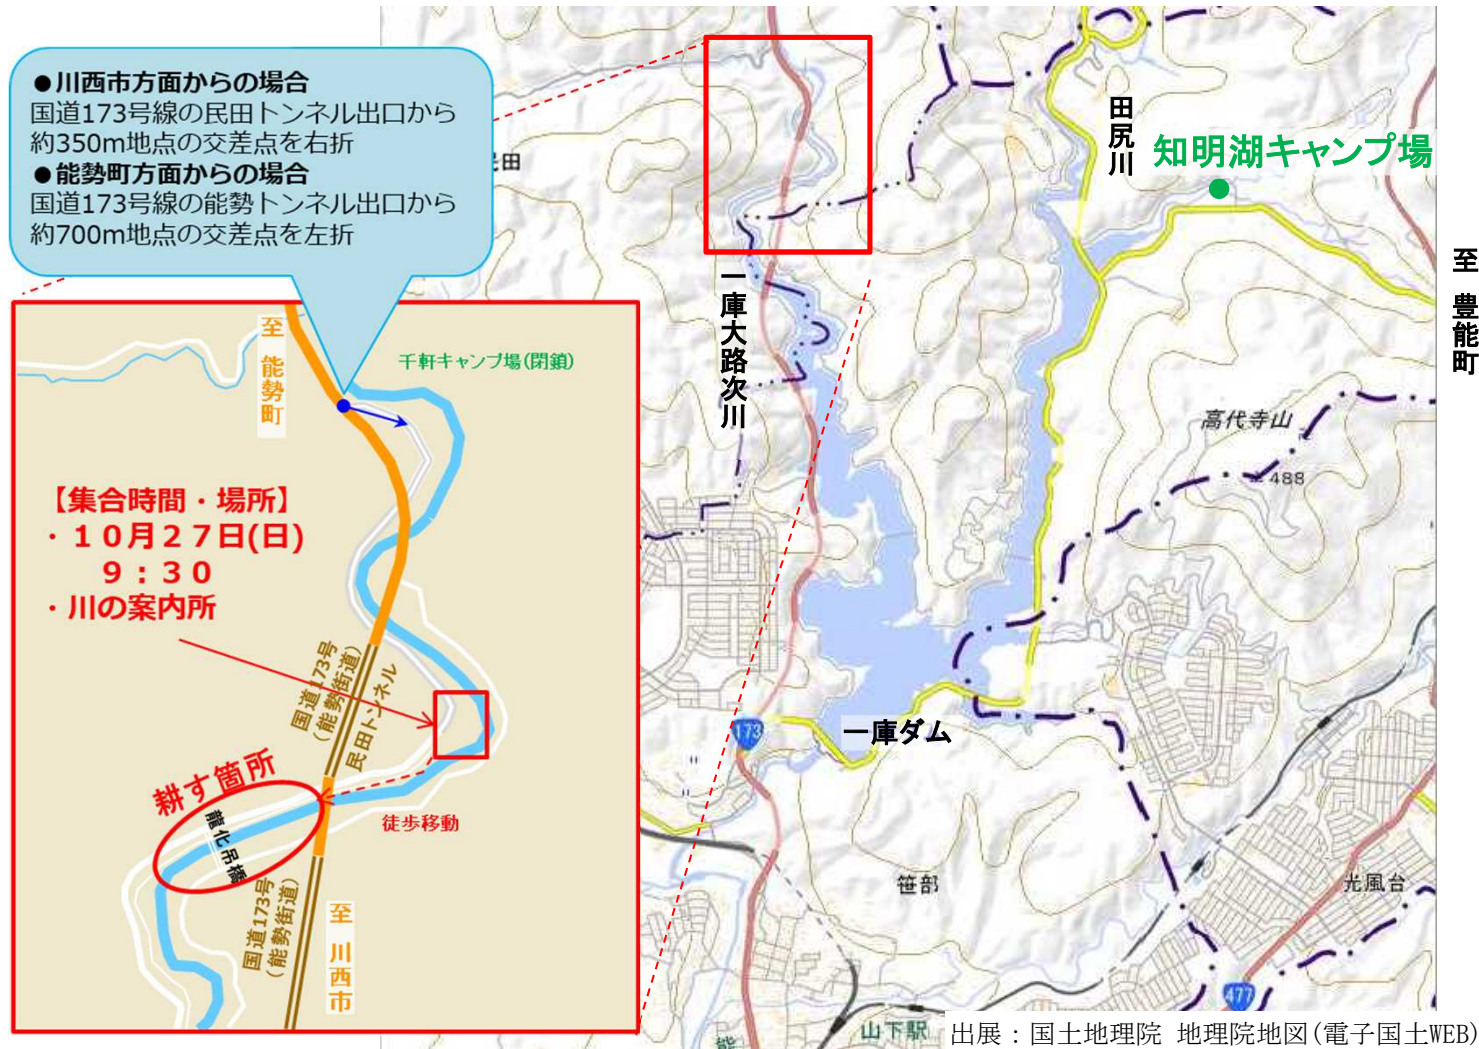 ●川西市方面からの場合
国道173号線の民田トンネル出口から
約350m地点の交差点を右折
●能勢町方面からの場合
国道173号線の能勢トンネル出口から
約700m地点の交差点を左折
至 能勢町
千軒キャンプ場(閉鎖)
【集合時間・場所】
・10月27日(日)
9:30
・川の案内所
国道173号
(能勢街道)
民田トンネル
耕す箇所
龍化吊橋
徒歩移動
国道173号
(能勢街道)
至 川西市
田尻川
知明湖キャンプ場
至 豊能町
一庫大路次川
高代寺山
488
173
一庫ダム
笹部
光風台
477
山下駅
能
出展:国土地理院 地理院地図(電子国土WEB)